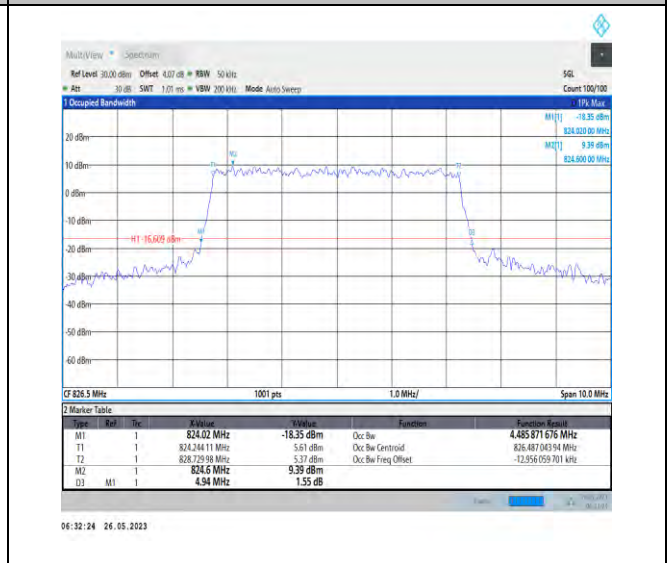 MultiView Spectrum
Ref Level 30.00 dBm Offset 4.07 dB RBW 50 kHz SGL
Att 30 dB SWT 1.01 ms VBW 200 kHz Mode Auto Sweep Count 100/100
1 Occupied Bandwidth 1Pk Max
M1[1] -18.35 dBm
824.020 00 MHz
M2[1] 9.39 dBm
824.600 00 MHz
20 dBm
10 dBm
0 dBm
-10 dBm
-20 dBm
-30 dBm
-40 dBm
-50 dBm
-60 dBm
M2
T1
T2
M1
D3
H1 -16.609 dBm
CF 826.5 MHz 1001 pts 1.0 MHz/ Span 10.0 MHz
2 Marker Table
Type Ref Trc X-Value Y-Value Function Function Result
M1 1 824.02 MHz -18.35 dBm Occ Bw 4.485 871 676 MHz
T1 1 824.244 11 MHz 5.61 dBm Occ Bw Centroid 826.487 043 94 MHz
T2 1 828.729 98 MHz 5.37 dBm Occ Bw Freq Offset -12.956 059 701 kHz
M2 1 824.6 MHz 9.39 dBm
D3 M1 1 4.94 MHz 1.55 dB
06:32:24 26.05.2023